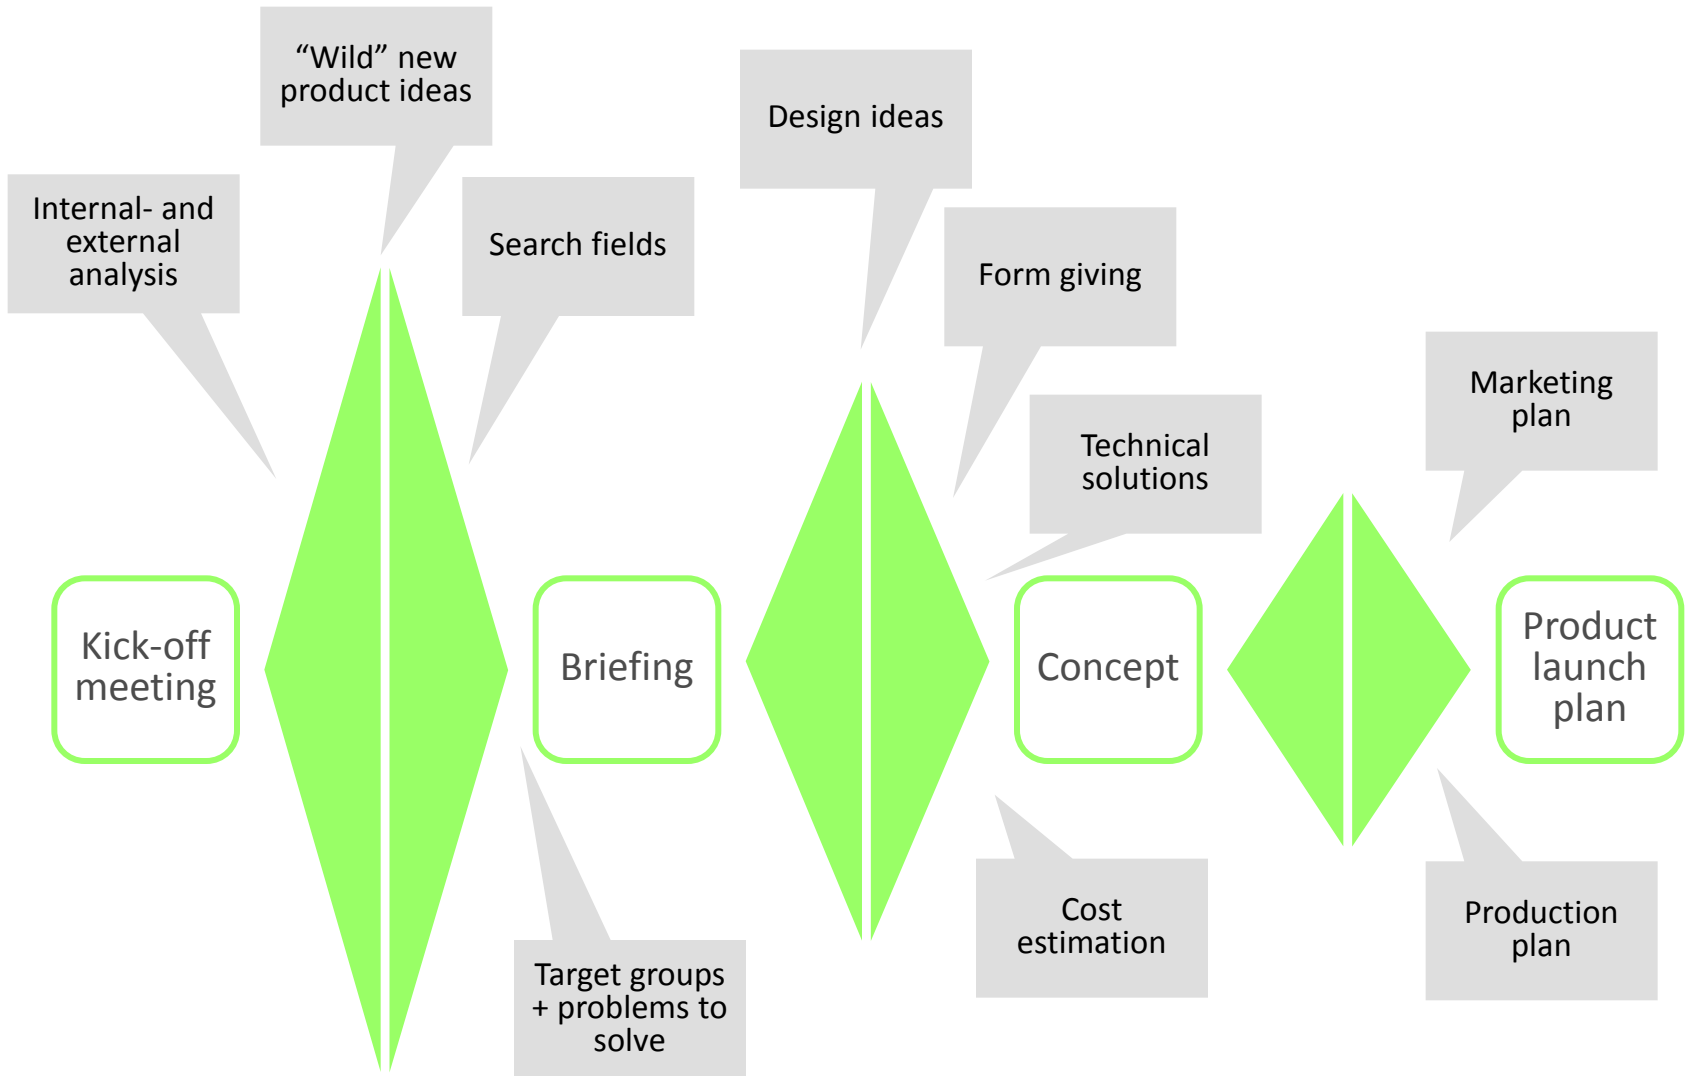 “Wild” new
product ideas
Internal- and
external
analysis
Search fields
Design ideas
Form giving
Technical
solutions
Marketing
plan
Kick-off
meeting
Briefing
Concept
Product
launch
plan
Target groups
+ problems to
solve
Cost
estimation
Production
plan